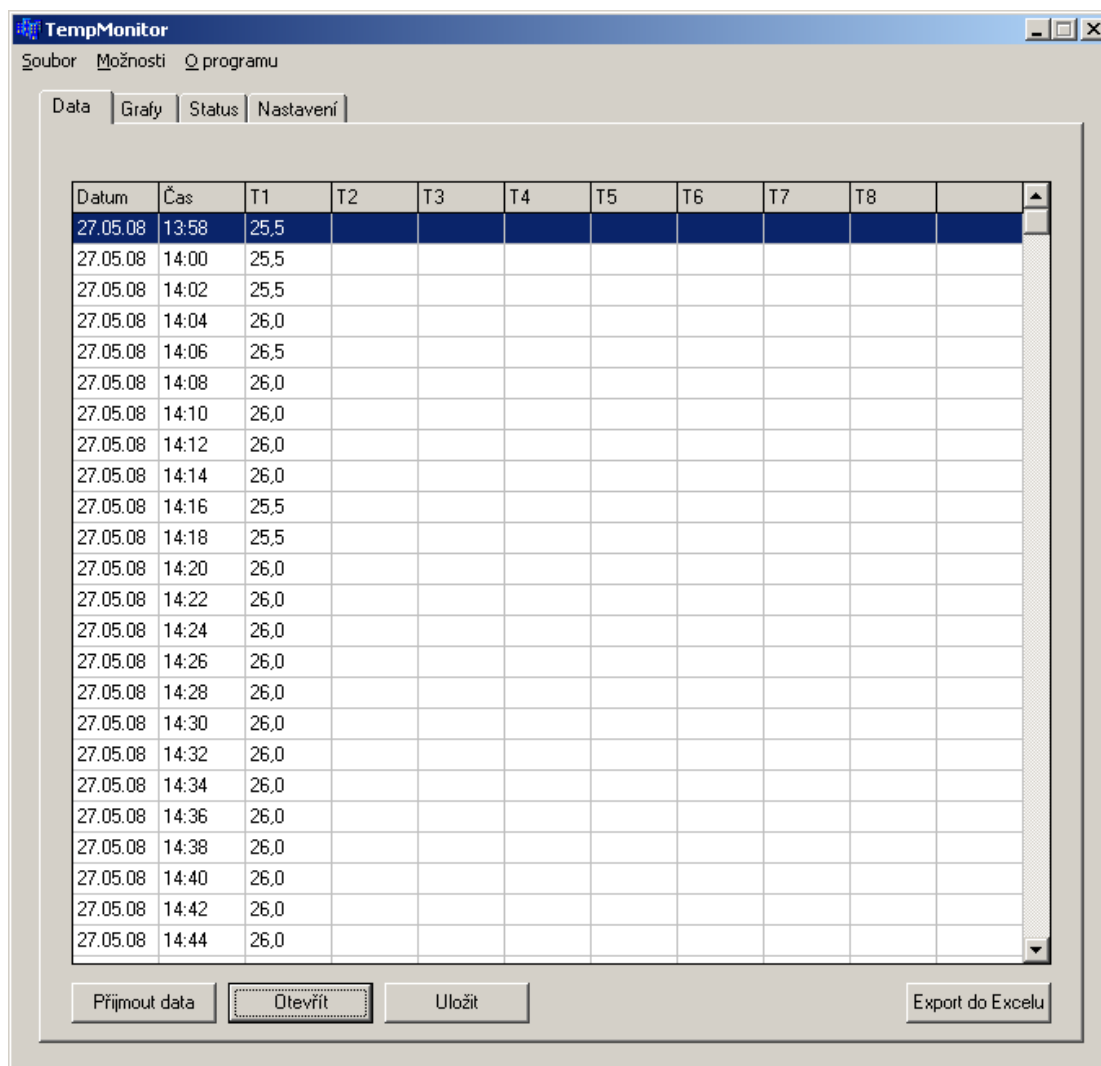 TempMonitor
Soubor Možnosti O programu
Data Grafy Status Nastavení
Datum Čas T1 T2 T3 T4 T5 T6 T7 T8
27.05.08 13:58 25,5
27.05.08 14:00 25,5
27.05.08 14:02 25,5
27.05.08 14:04 26,0
27.05.08 14:06 26,5
27.05.08 14:08 26,0
27.05.08 14:10 26,0
27.05.08 14:12 26,0
27.05.08 14:14 26,0
27.05.08 14:16 25,5
27.05.08 14:18 25,5
27.05.08 14:20 26,0
27.05.08 14:22 26,0
27.05.08 14:24 26,0
27.05.08 14:26 26,0
27.05.08 14:28 26,0
27.05.08 14:30 26,0
27.05.08 14:32 26,0
27.05.08 14:34 26,0
27.05.08 14:36 26,0
27.05.08 14:38 26,0
27.05.08 14:40 26,0
27.05.08 14:42 26,0
27.05.08 14:44 26,0
Přijmout data Otevřít Uložit Export do Excelu